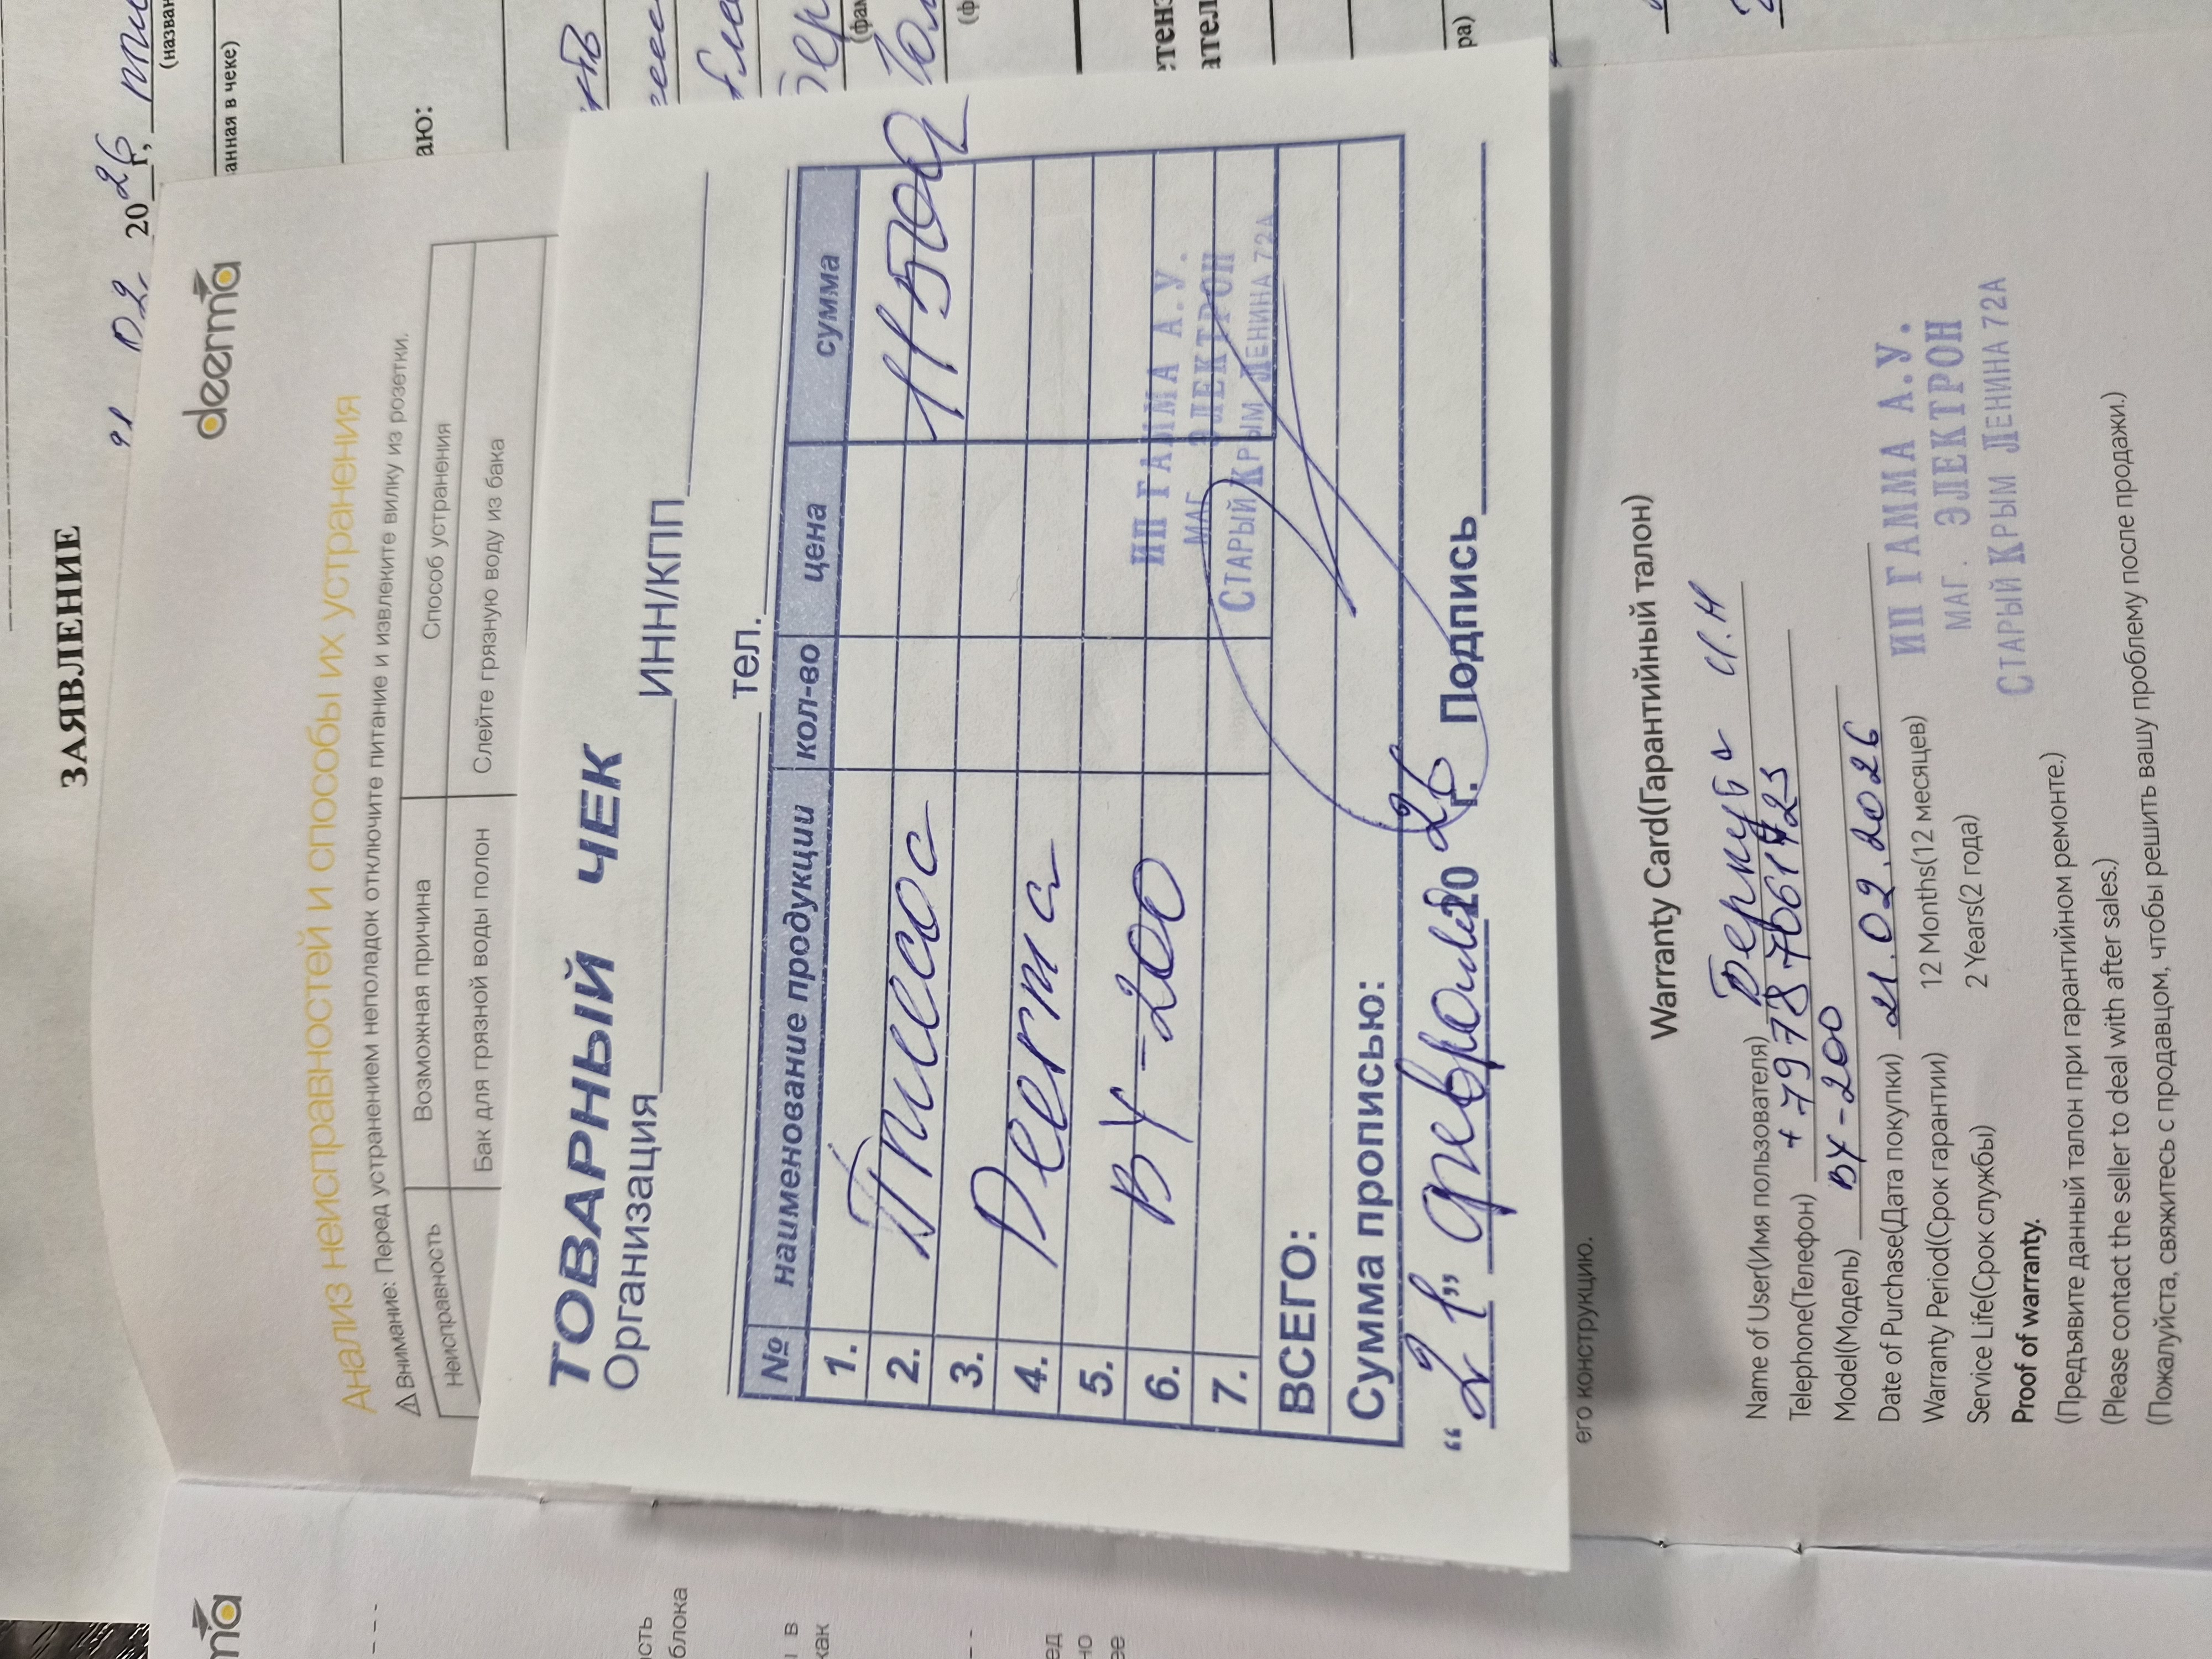 ЗАЯВЛЕНИЕ
21 02 2026 г,
(назван
анная в чеке)
аю:
deerma
Анализ неисправностей и способы их устранения
⚠Внимание: Перед устранением неполадок отключите питание и извлеките вилку из розетки.
Неисправность Возможная причина Способ устранения
Бак для грязной воды полон Слейте грязную воду из бака
ТОВАРНЫЙ ЧЕК
Организация ИНН/КПП
тел.
№ наименование продукции кол-во цена сумма
1.
2. Пылесос 11500
3.
4. Deerma
5.
6. BY-200
7.
ИП ГАММА А.У.
МАГ ЭЛЕКТРОН
СТАРЫЙ КРЫМ ЛЕНИНА 72А
ВСЕГО:
Сумма прописью:
"21" февраля 2026 г. Подпись
его конструкцию.
Warranty Card(Гарантийный талон)
Name of User(Имя пользователя)
Telephone(Телефон) +79787061723
Model(Модель) BY-200
Date of Purchase(Дата покупки) 21.02.2026
Warranty Period(Срок гарантии) 12 Months(12 месяцев)
Service Life(Срок службы) 2 Years(2 года)
ИП ГАММА А.У.
МАГ. ЭЛЕКТРОН
СТАРЫЙ КРЫМ ЛЕНИНА 72А
Proof of warranty.
(Предъявите данный талон при гарантийном ремонте.)
(Please contact the seller to deal with after sales.)
(Пожалуйста, свяжитесь с продавцом, чтобы решить вашу проблему после продажи.)